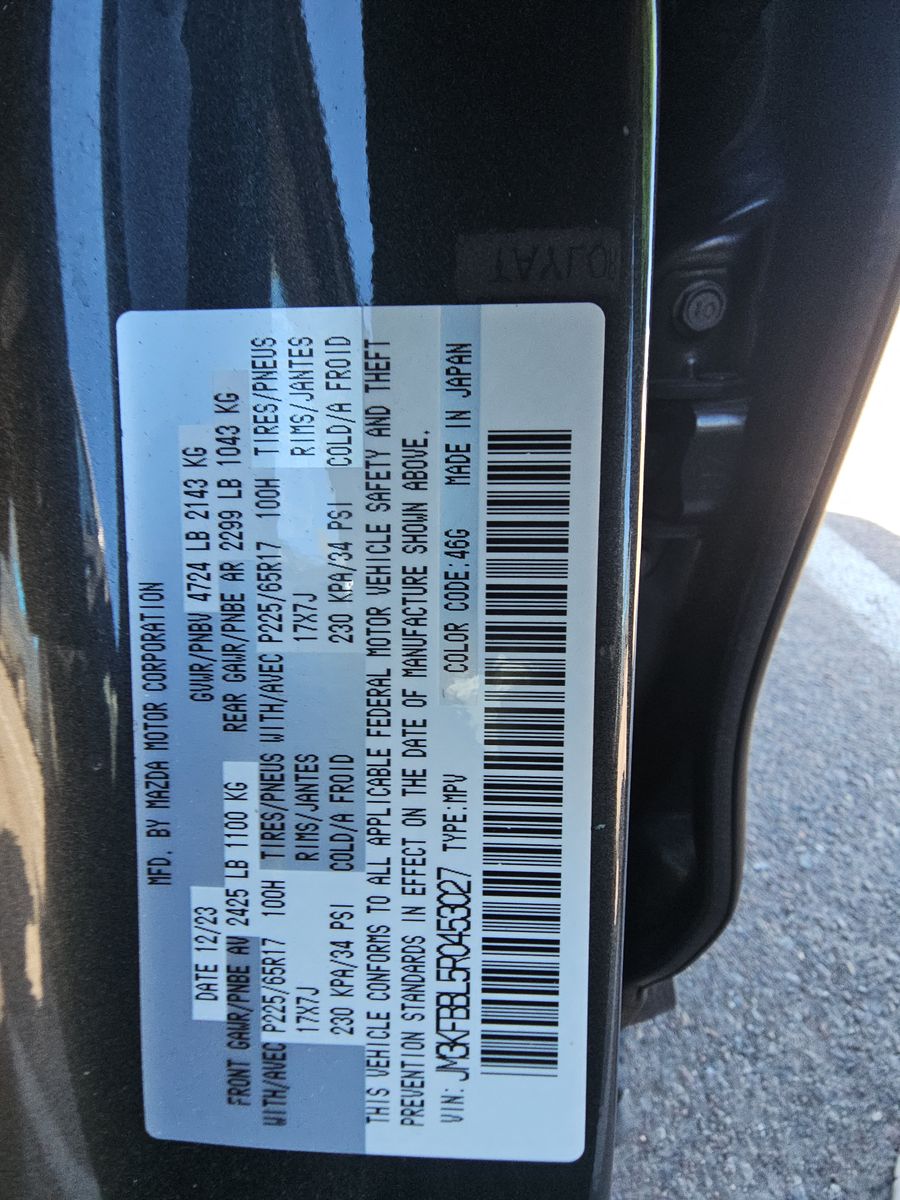 MFD. BY MAZDA MOTOR CORPORATION
DATE 12/23 GVWR/PNBV 4724 LB 2143 KG
FRONT GAWR/PNBE AV 2425 LB 1100 KG REAR GAWR/PNBE AR 2299 LB 1043 KG
WITH/AVEC P225/65R17 100H TIRES/PNEUS WITH/AVEC P225/65R17 100H TIRES/PNEUS
17X7J RIMS/JANTES 17X7J RIMS/JANTES
230 KPA/34 PSI COLD/A FROID 230 KPA/34 PSI COLD/A FROID
THIS VEHICLE CONFORMS TO ALL APPLICABLE FEDERAL MOTOR VEHICLE SAFETY AND THEFT
PREVENTION STANDARDS IN EFFECT ON THE DATE OF MANUFACTURE SHOWN ABOVE.
VIN: JM3KFBBL5R0453027 TYPE:MPV COLOR CODE:46G MADE IN JAPAN